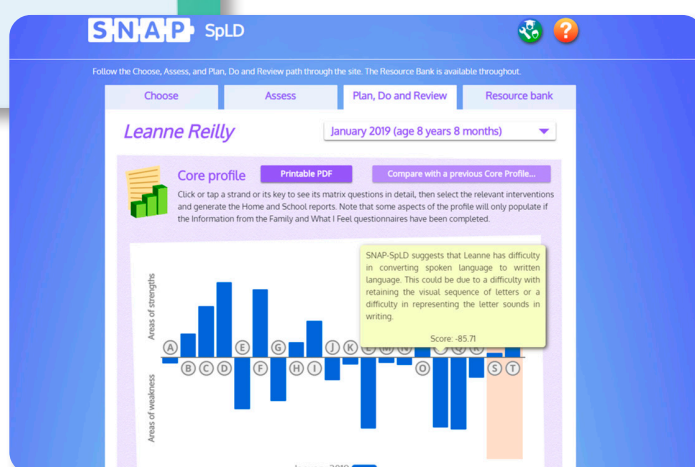 SNAP SpLD
?
Follow the Choose, Assess, and Plan, Do and Review path through the site. The Resource Bank is available throughout.
Choose Assess Plan, Do and Review Resource bank
Leanne Reilly January 2019 (age 8 years 8 months)
Core profile Printable PDF Compare with a previous Core Profile...
Click or tap a strand or its key to see its matrix questions in detail, then select the relevant interventions
and generate the Home and School reports. Note that some aspects of the profile will only populate if
the Information from the Family and What I Feel questionnaires have been completed.
SNAP-SpLD suggests that Leanne has difficulty
in converting spoken language to written
language. This could be due to a difficulty with
retaining the visual sequence of letters or a
difficulty in representing the letter sounds in
writing.
Score: -85.71
Areas of strengths
A E G J K
B C D F H I O S T
Areas of weakness